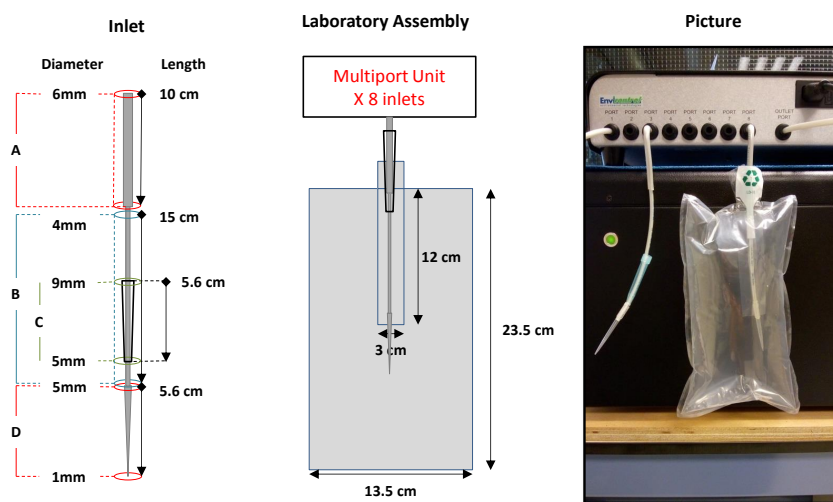 Inlet
Diameter Length
6mm 10 cm
A
4mm 15 cm
B
9mm 5.6 cm
C
5mm
5mm 5.6 cm
D
1mm
Laboratory Assembly
Multiport Unit
X 8 inlets
12 cm
3 cm
23.5 cm
13.5 cm
Picture
PORT 1
PORT 2
PORT 3
PORT 4
PORT 5
PORT 6
PORT 7
PORT 8
OUTLET PORT